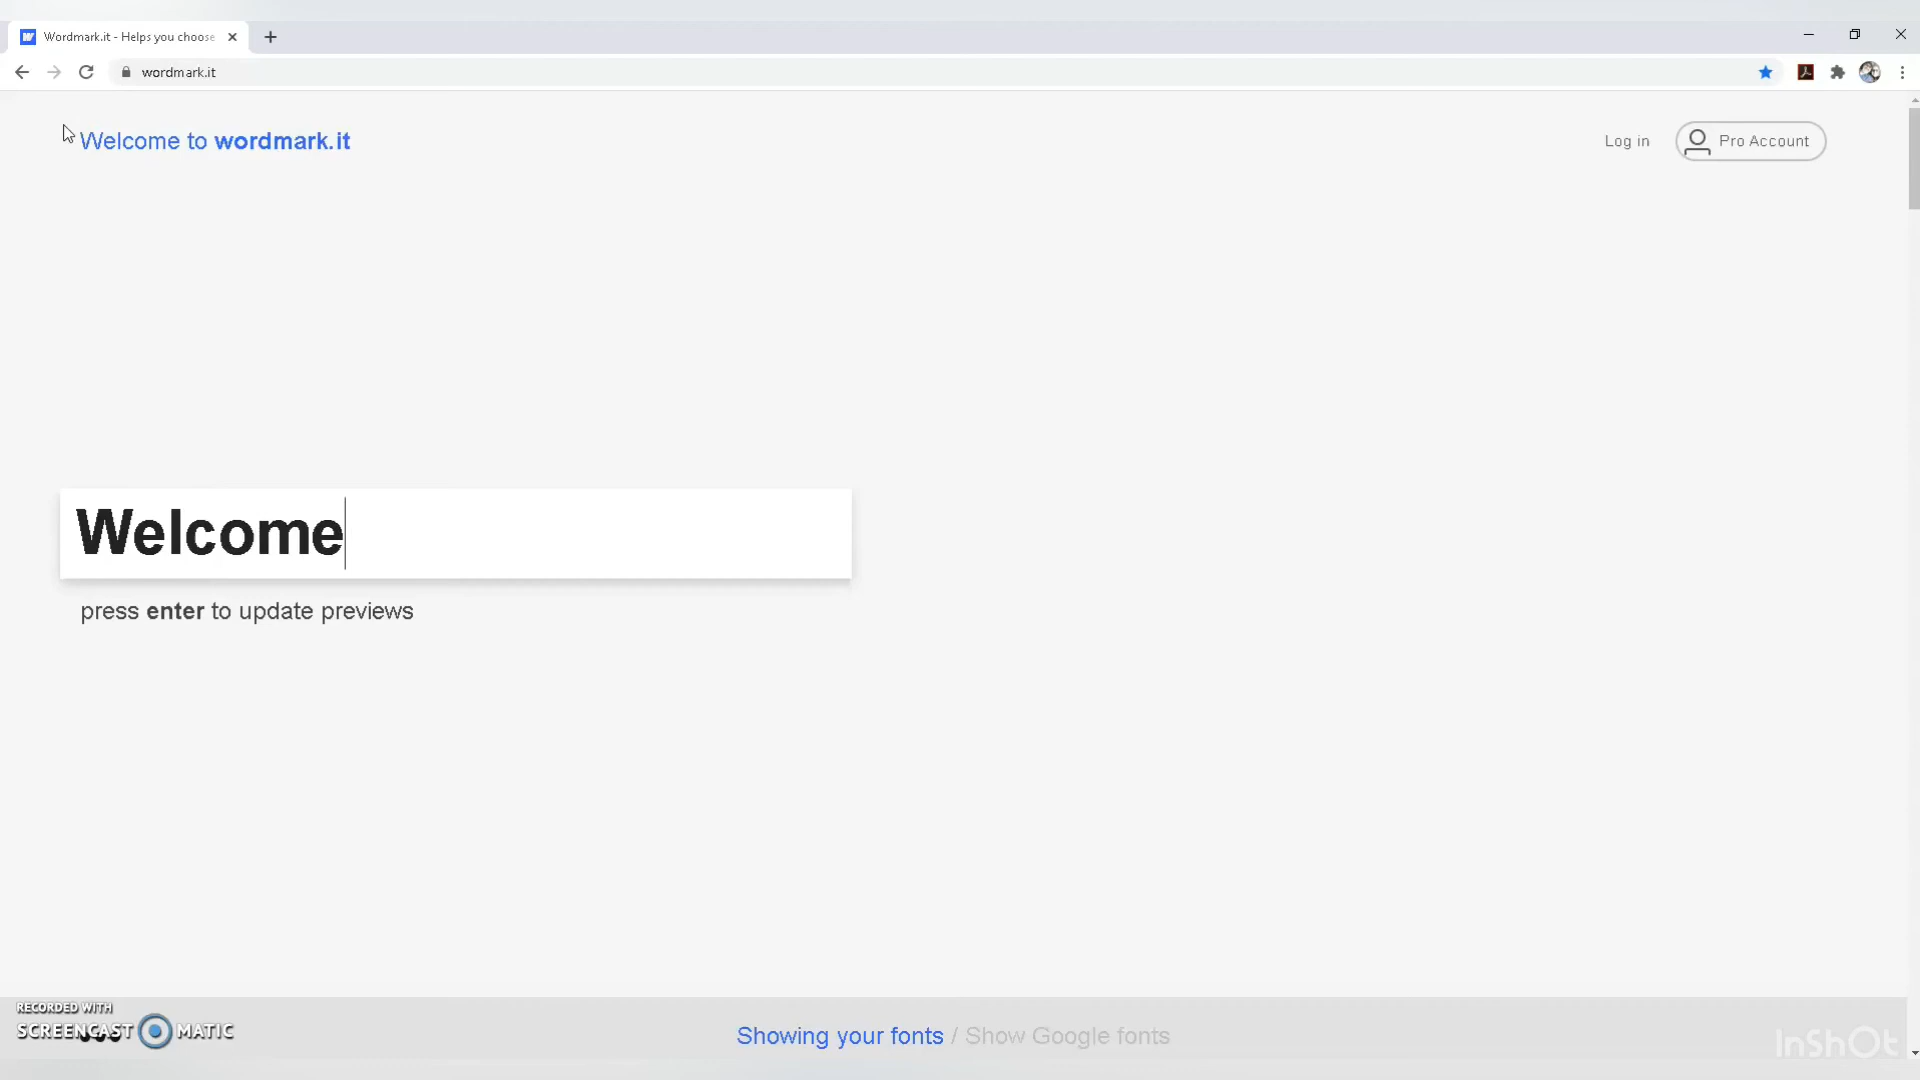 Wordmark.it - Helps you choose
wordmark.it
Welcome to wordmark.it
Log in
Pro Account
Welcome
press enter to update previews
RECORDED WITH
SCREENCAST MATIC
Showing your fonts / Show Google fonts
InShOt